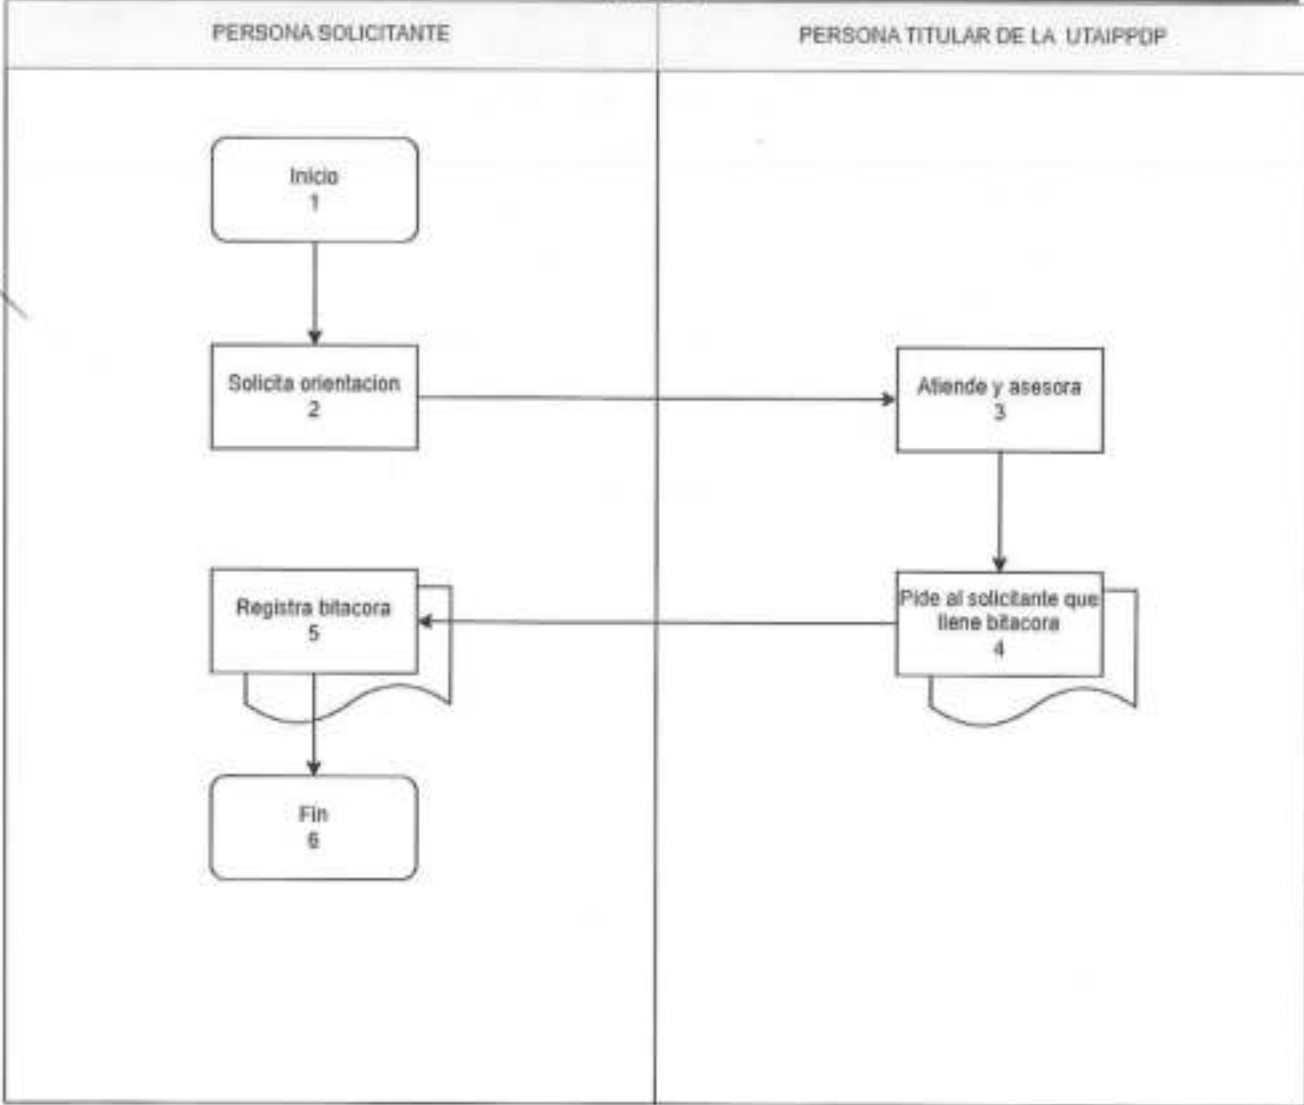 PERSONA SOLICITANTE
PERSONA TITULAR DE LA UTAIPPDP
Inicio
1
Solicita orientacion
2
Atiende y asesora
3
Pide al solicitante que
llene bitacora
4
Registra bitacora
5
Fin
6